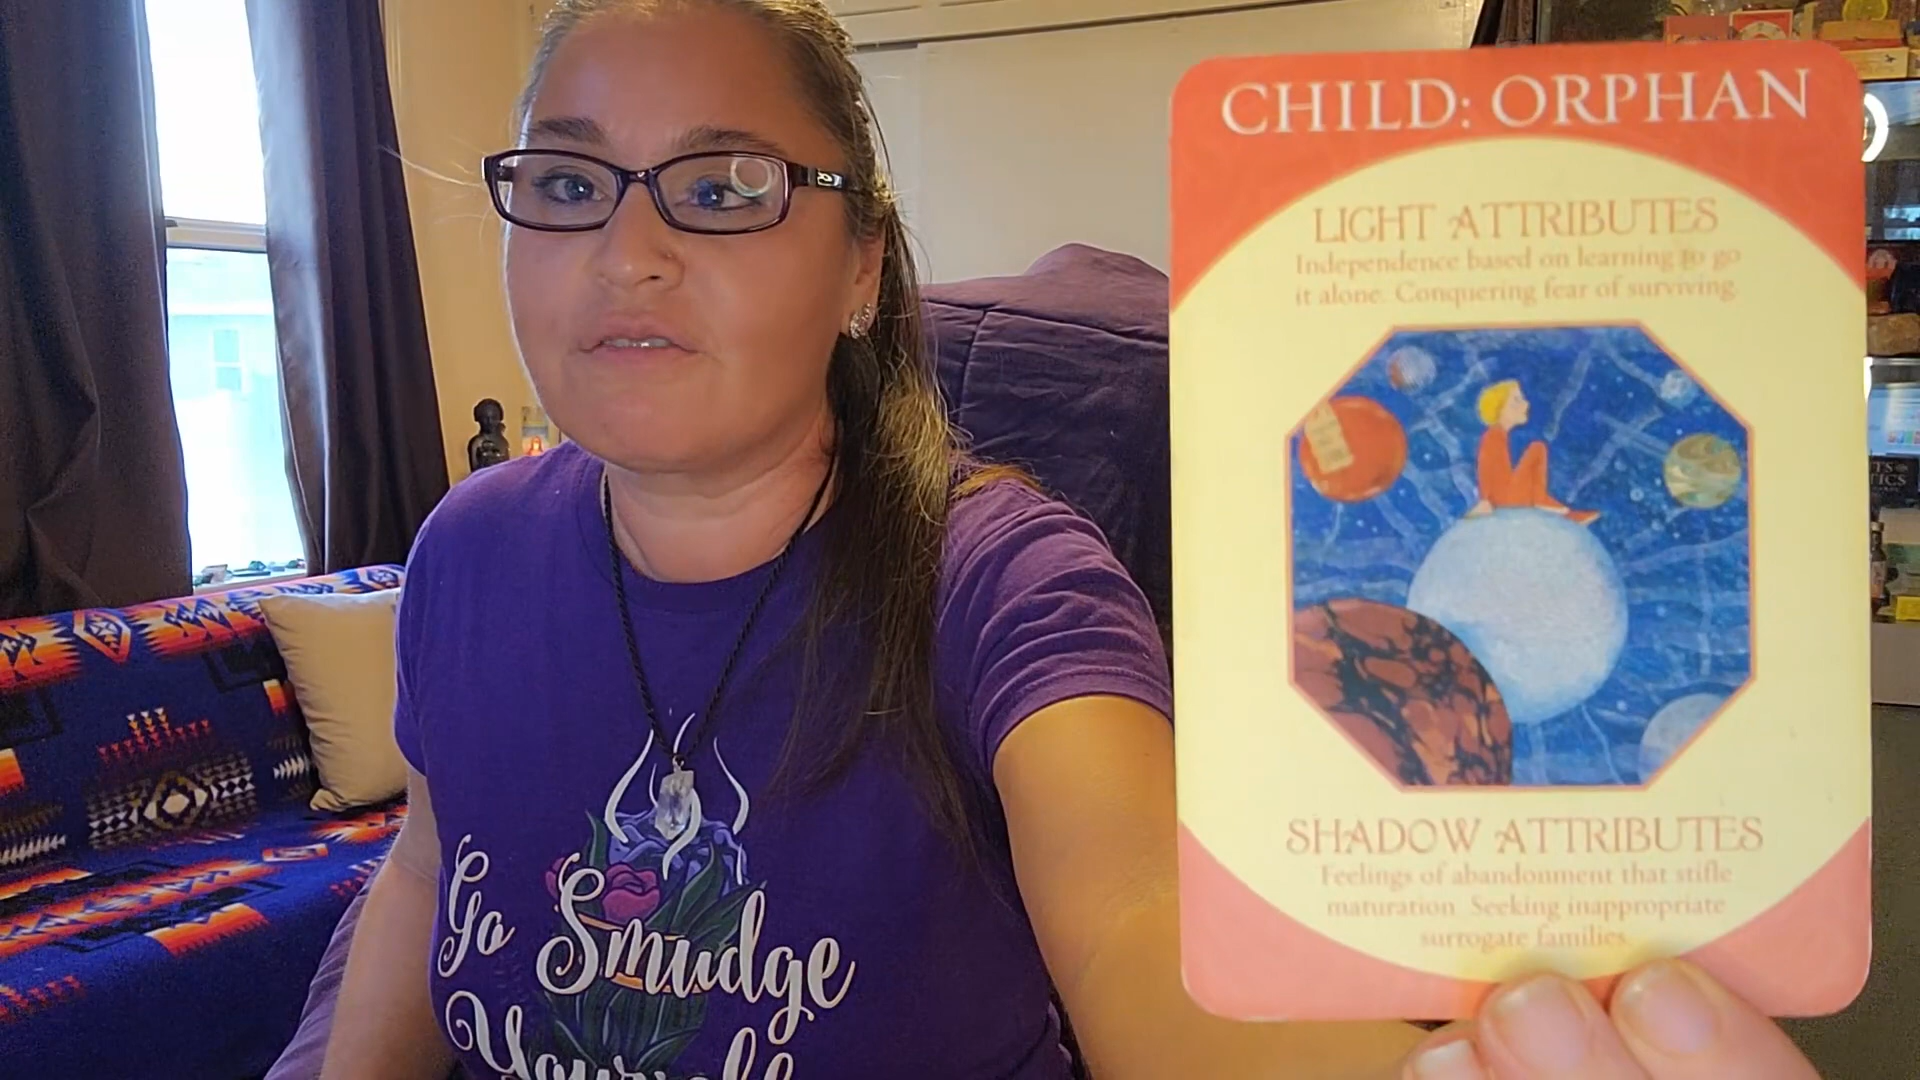 CHILD: ORPHAN
LIGHT ATTRIBUTES
Independence based on learning to go
it alone. Conquering fear of surviving.
SHADOW ATTRIBUTES
Feelings of abandonment that stifle
maturation. Seeking inappropriate
surrogate families.
Go Smudge
Yourself